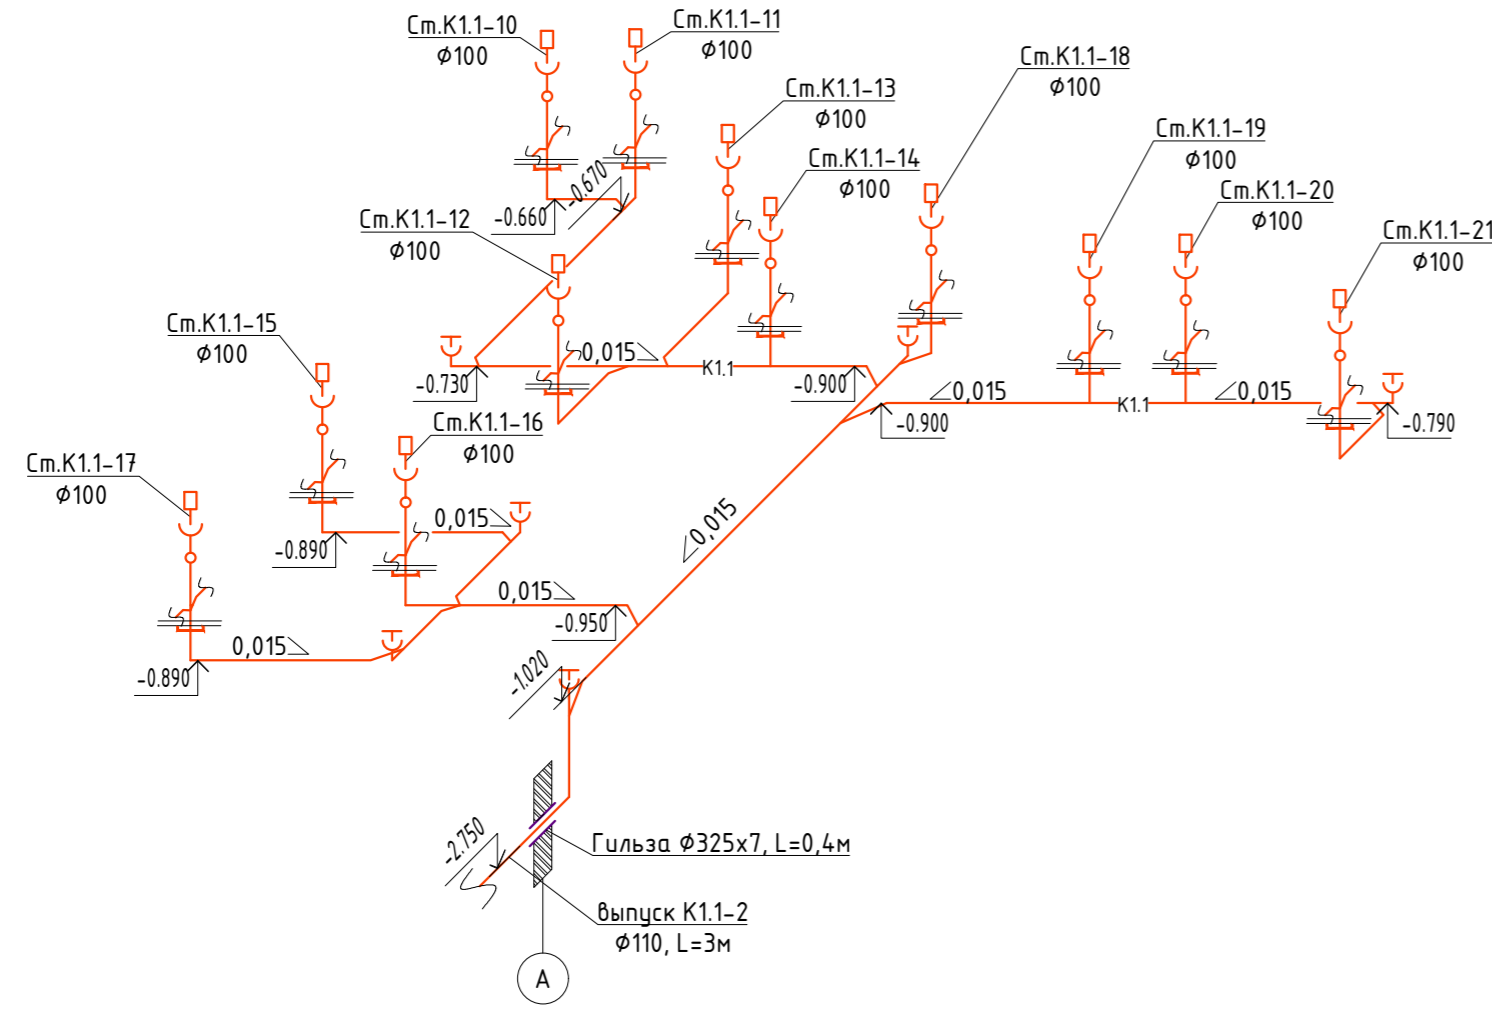 Ст.К1.1-10
Ф100
Ст.К1.1-11
Ф100
Ст.К1.1-18
Ф100
Ст.К1.1-13
Ф100
Ст.К1.1-19
Ф100
Ст.К1.1-14
Ф100
Ст.К1.1-20
Ф100
-0.670
-0.660
Ст.К1.1-12
Ф100
Ст.К1.1-21
Ф100
Ст.К1.1-15
Ф100
0,015
К1.1
-0.730
-0.900
0,015
К1.1
0,015
-0.900
-0.790
Ст.К1.1-16
Ф100
Ст.К1.1-17
Ф100
0,015
-0.890
0,015
0,015
-0.950
0,015
-0.890
-1.020
-2.750
Гильза Ф325х7, L=0,4м
выпуск К1.1-2
Ф110, L=3м
А